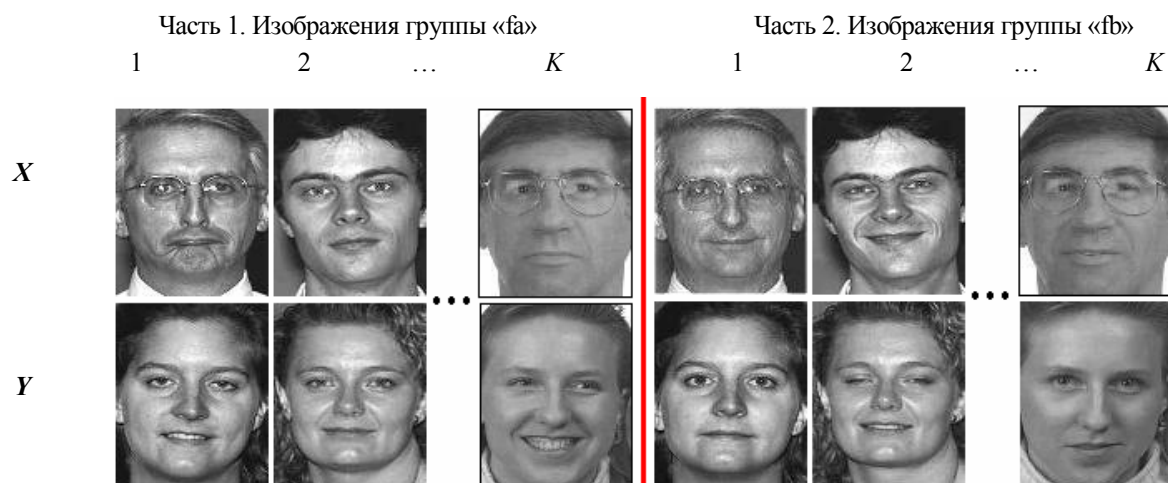 Часть 1. Изображения группы «fa»
Часть 2. Изображения группы «fb»
1 2 … K
1 2 … K
X
Y